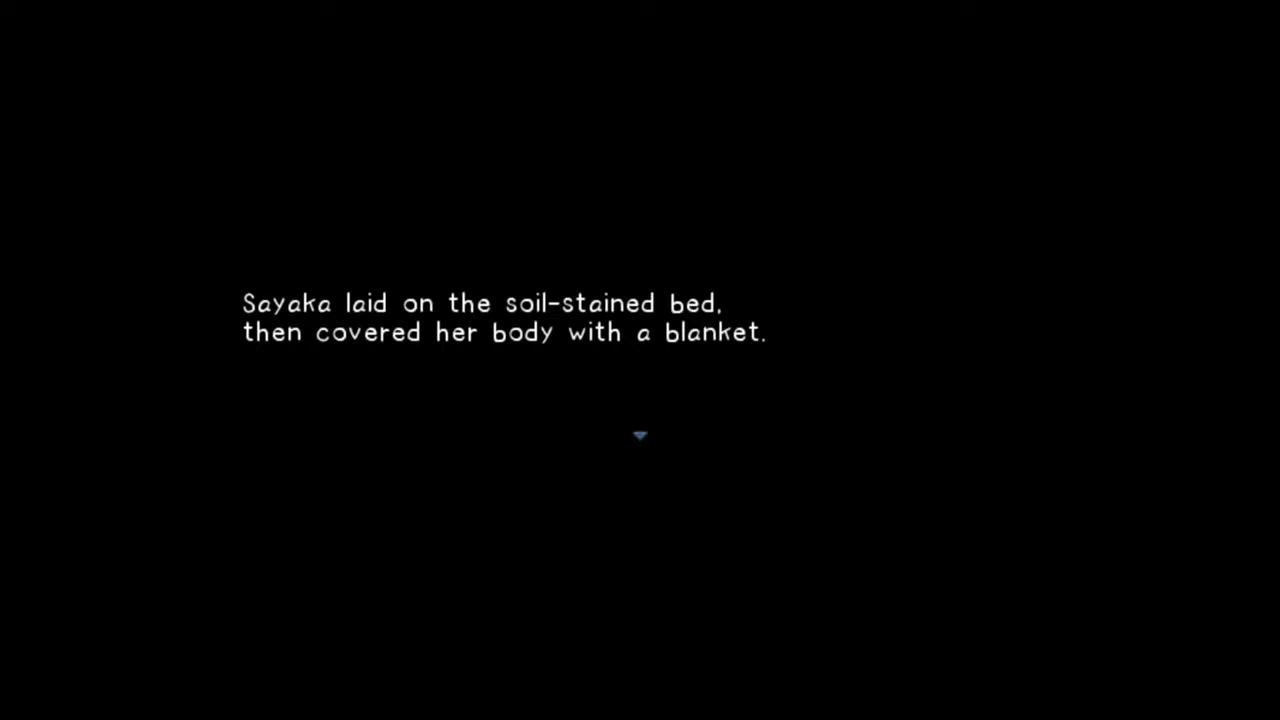 Sayaka laid on the soil-stained bed,
then covered her body with a blanket.